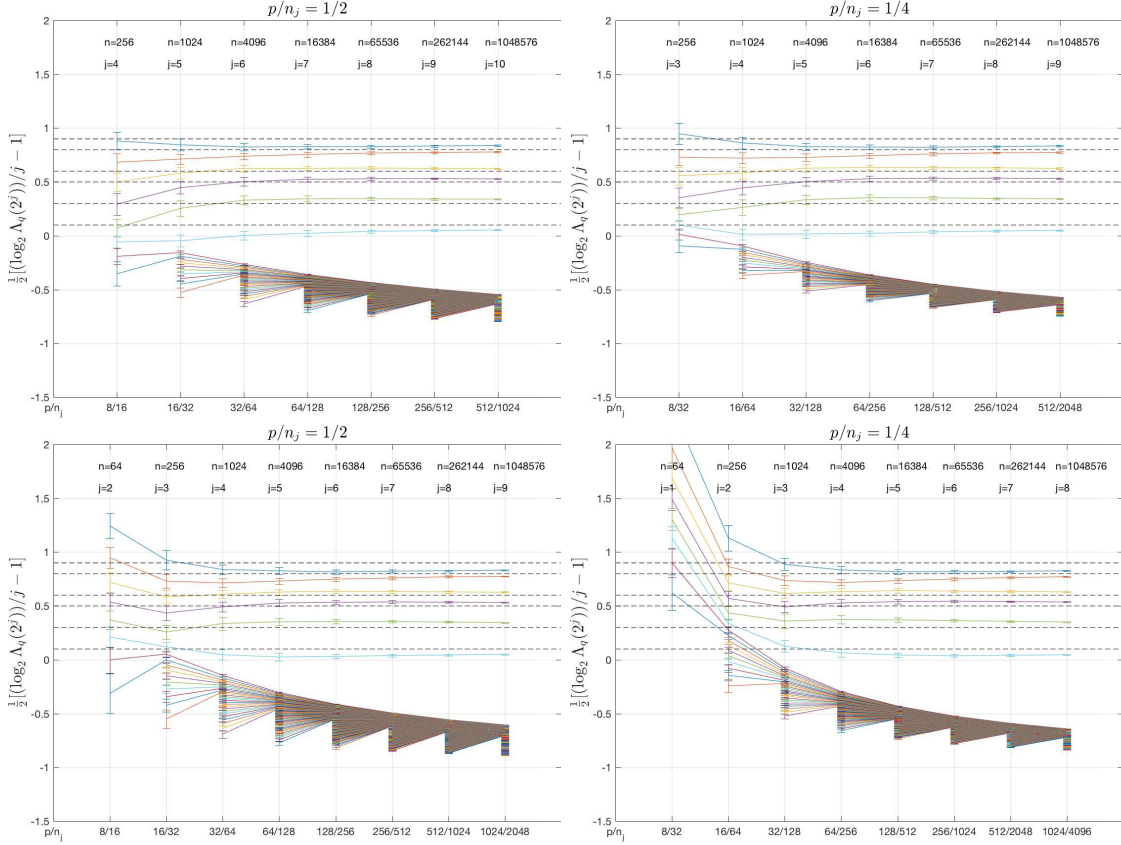 p/n_j = 1/2
2
n=256 n=1024 n=4096 n=16384 n=65536 n=262144 n=1048576
1.5
j=4 j=5 j=6 j=7 j=8 j=9 j=10
1
0.5
0
-0.5
-1
-1.5
½[(log₂ Λ_q(2^j))/j − 1]
p/n_j 8/16 16/32 32/64 64/128 128/256 256/512 512/1024
p/n_j = 1/4
2
n=256 n=1024 n=4096 n=16384 n=65536 n=262144 n=1048576
1.5
j=3 j=4 j=5 j=6 j=7 j=8 j=9
1
0.5
0
-0.5
-1
-1.5
½[(log₂ Λ_q(2^j))/j − 1]
p/n_j 8/32 16/64 32/128 64/256 128/512 256/1024 512/2048
p/n_j = 1/2
2
n=64 n=256 n=1024 n=4096 n=16384 n=65536 n=262144 n=1048576
1.5
j=2 j=3 j=4 j=5 j=6 j=7 j=8 j=9
1
0.5
0
-0.5
-1
-1.5
½[(log₂ Λ_q(2^j))/j − 1]
p/n_j 8/16 16/32 32/64 64/128 128/256 256/512 512/1024 1024/2048
p/n_j = 1/4
2
n=64 n=256 n=1024 n=4096 n=16384 n=65536 n=262144 n=1048576
1.5
j=1 j=2 j=3 j=4 j=5 j=6 j=7 j=8
1
0.5
0
-0.5
-1
-1.5
½[(log₂ Λ_q(2^j))/j − 1]
p/n_j 8/32 16/64 32/128 64/256 128/512 256/1024 512/2048 1024/4096